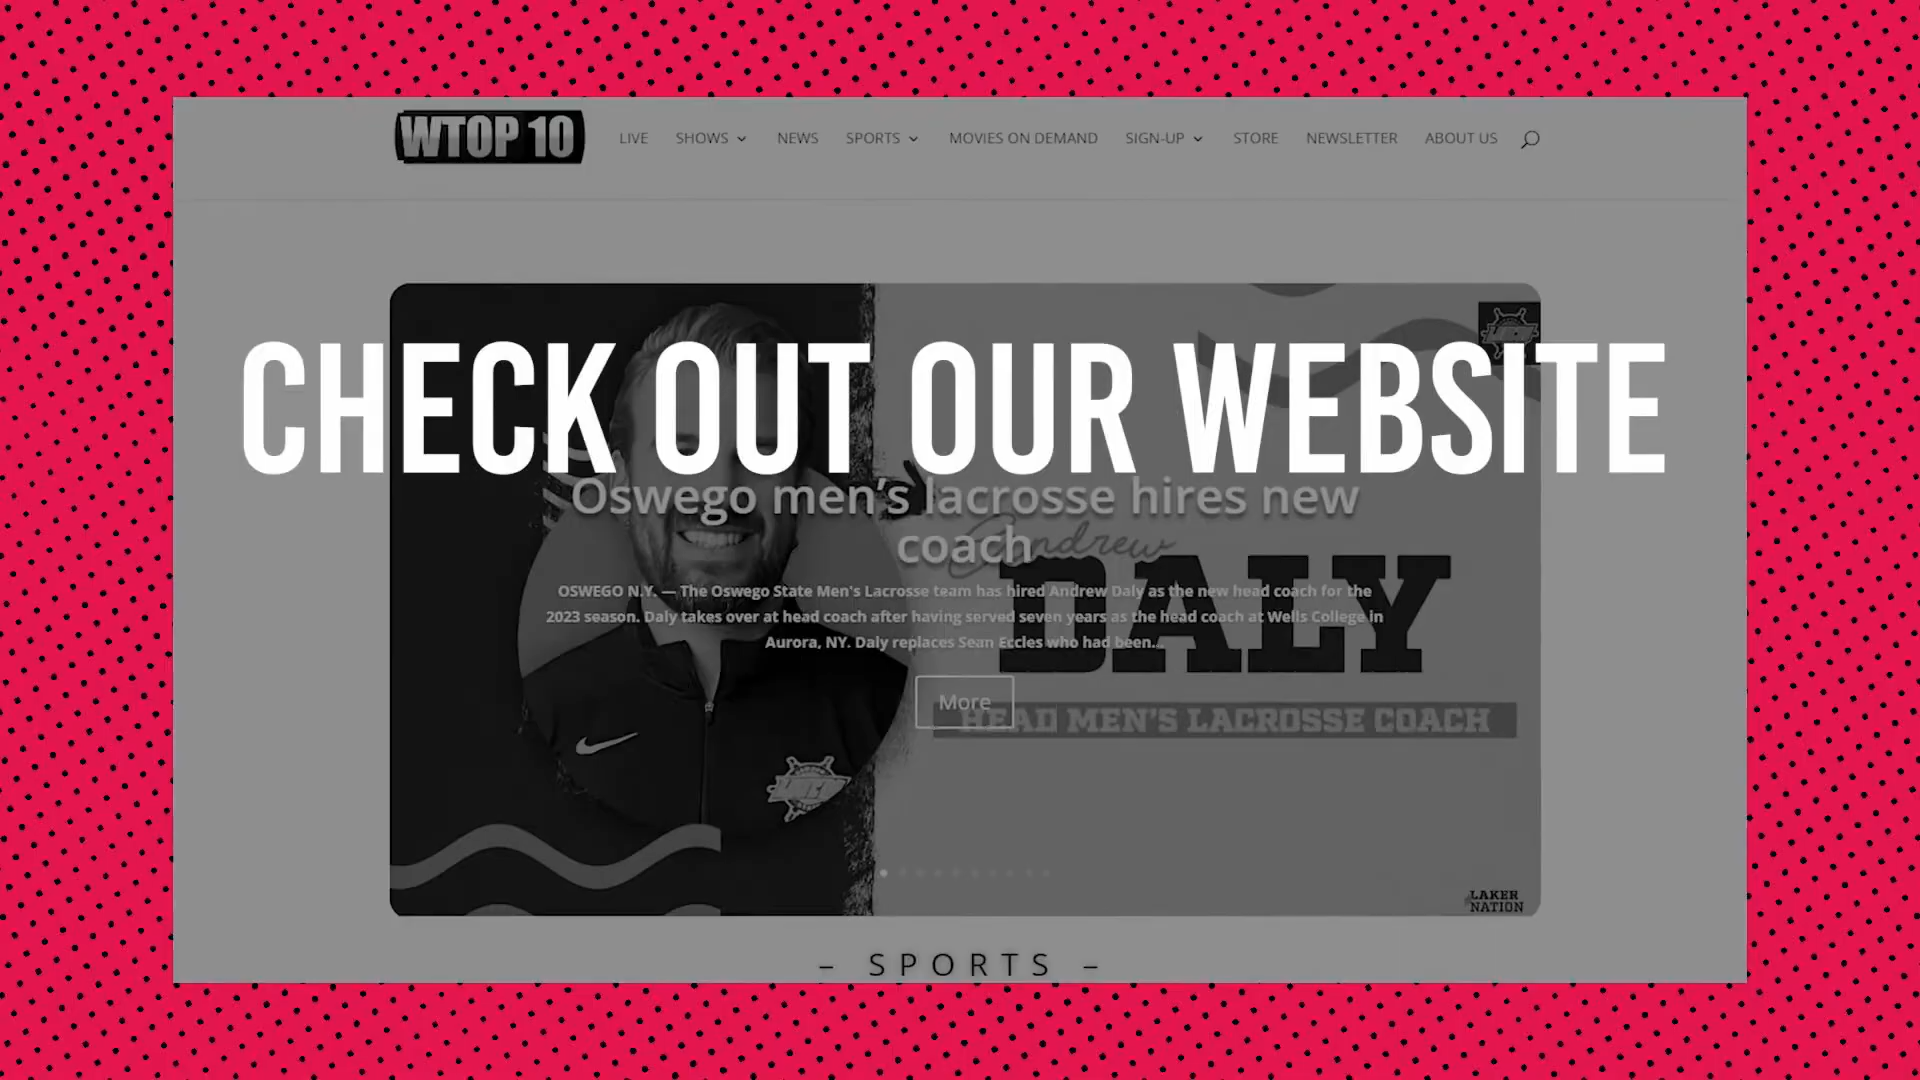 WTOP 10
LIVE SHOWS NEWS SPORTS MOVIES ON DEMAND SIGN-UP STORE NEWSLETTER ABOUT US
CHECK OUT OUR WEBSITE
Oswego men's lacrosse hires new
coach
Andrew
DALY
OSWEGO N.Y. — The Oswego State Men's Lacrosse team has hired Andrew Daly as the new head coach for the
2023 season. Daly takes over at head coach after having served seven years as the head coach at Wells College in
Aurora, NY. Daly replaces Sean Eccles who had been...
More
HEAD MEN'S LACROSSE COACH
LAKER
NATION
– SPORTS –